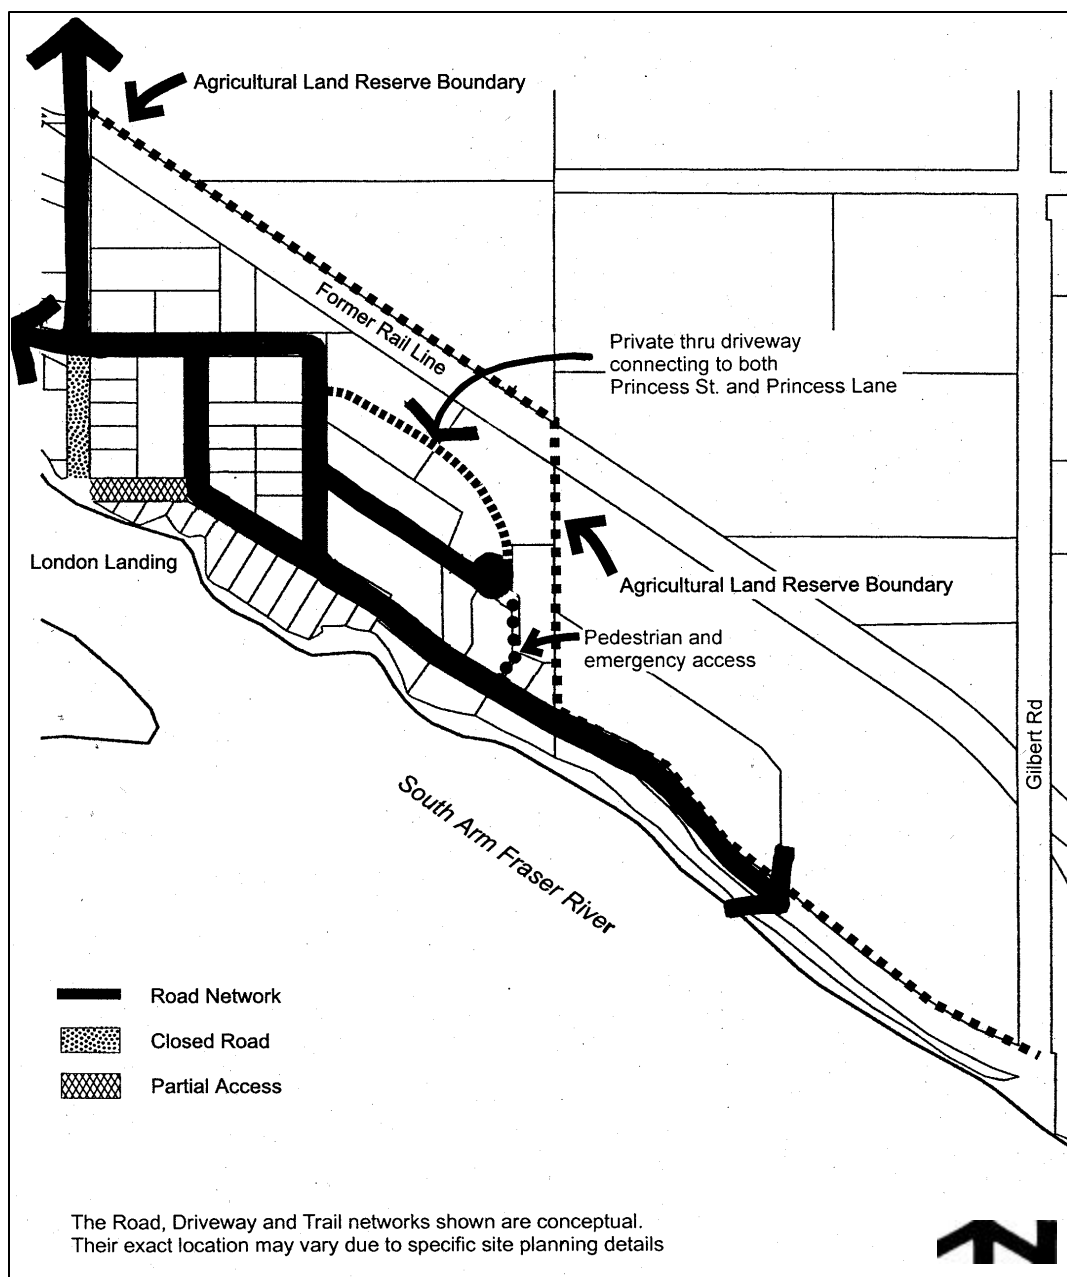 Agricultural Land Reserve Boundary
Former Rail Line
Private thru driveway
connecting to both
Princess St. and Princess Lane
London Landing
Agricultural Land Reserve Boundary
Pedestrian and
emergency access
Gilbert Rd
South Arm Fraser River
Road Network
Closed Road
Partial Access
The Road, Driveway and Trail networks shown are conceptual.
Their exact location may vary due to specific site planning details